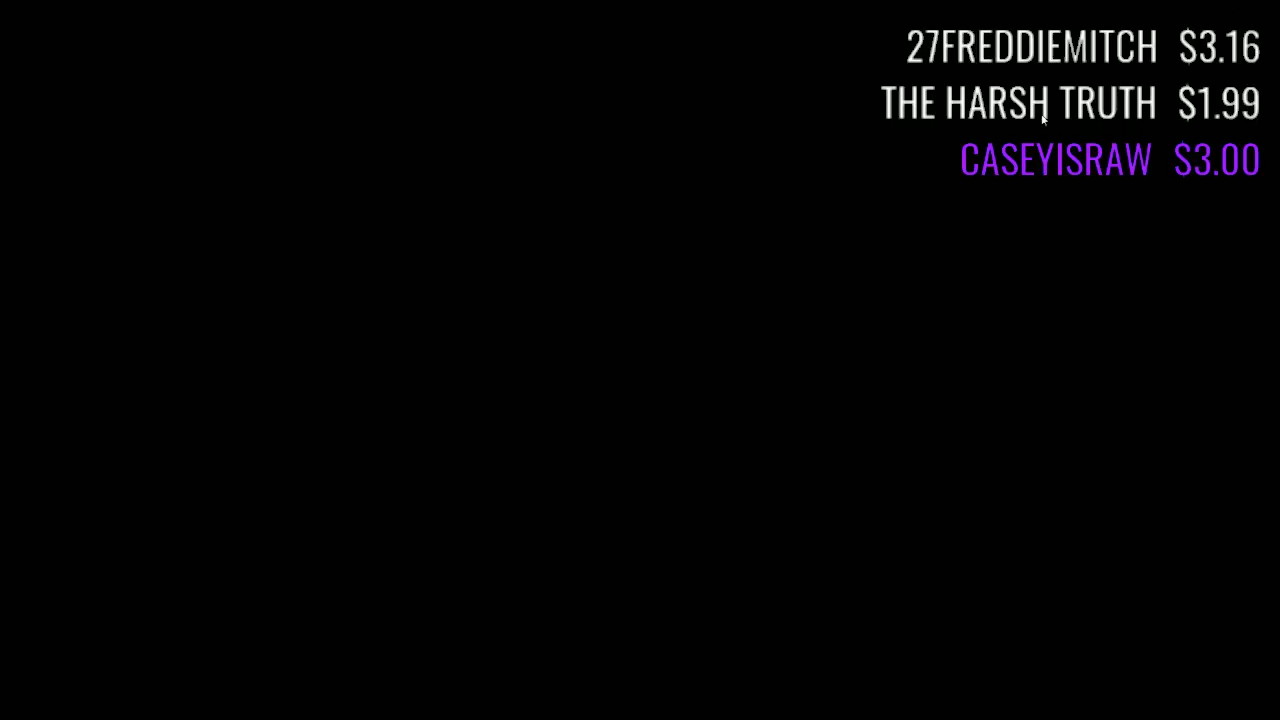 27FREDDIEMITCH $3.16
THE HARSH TRUTH $1.99
CASEYISRAW $3.00